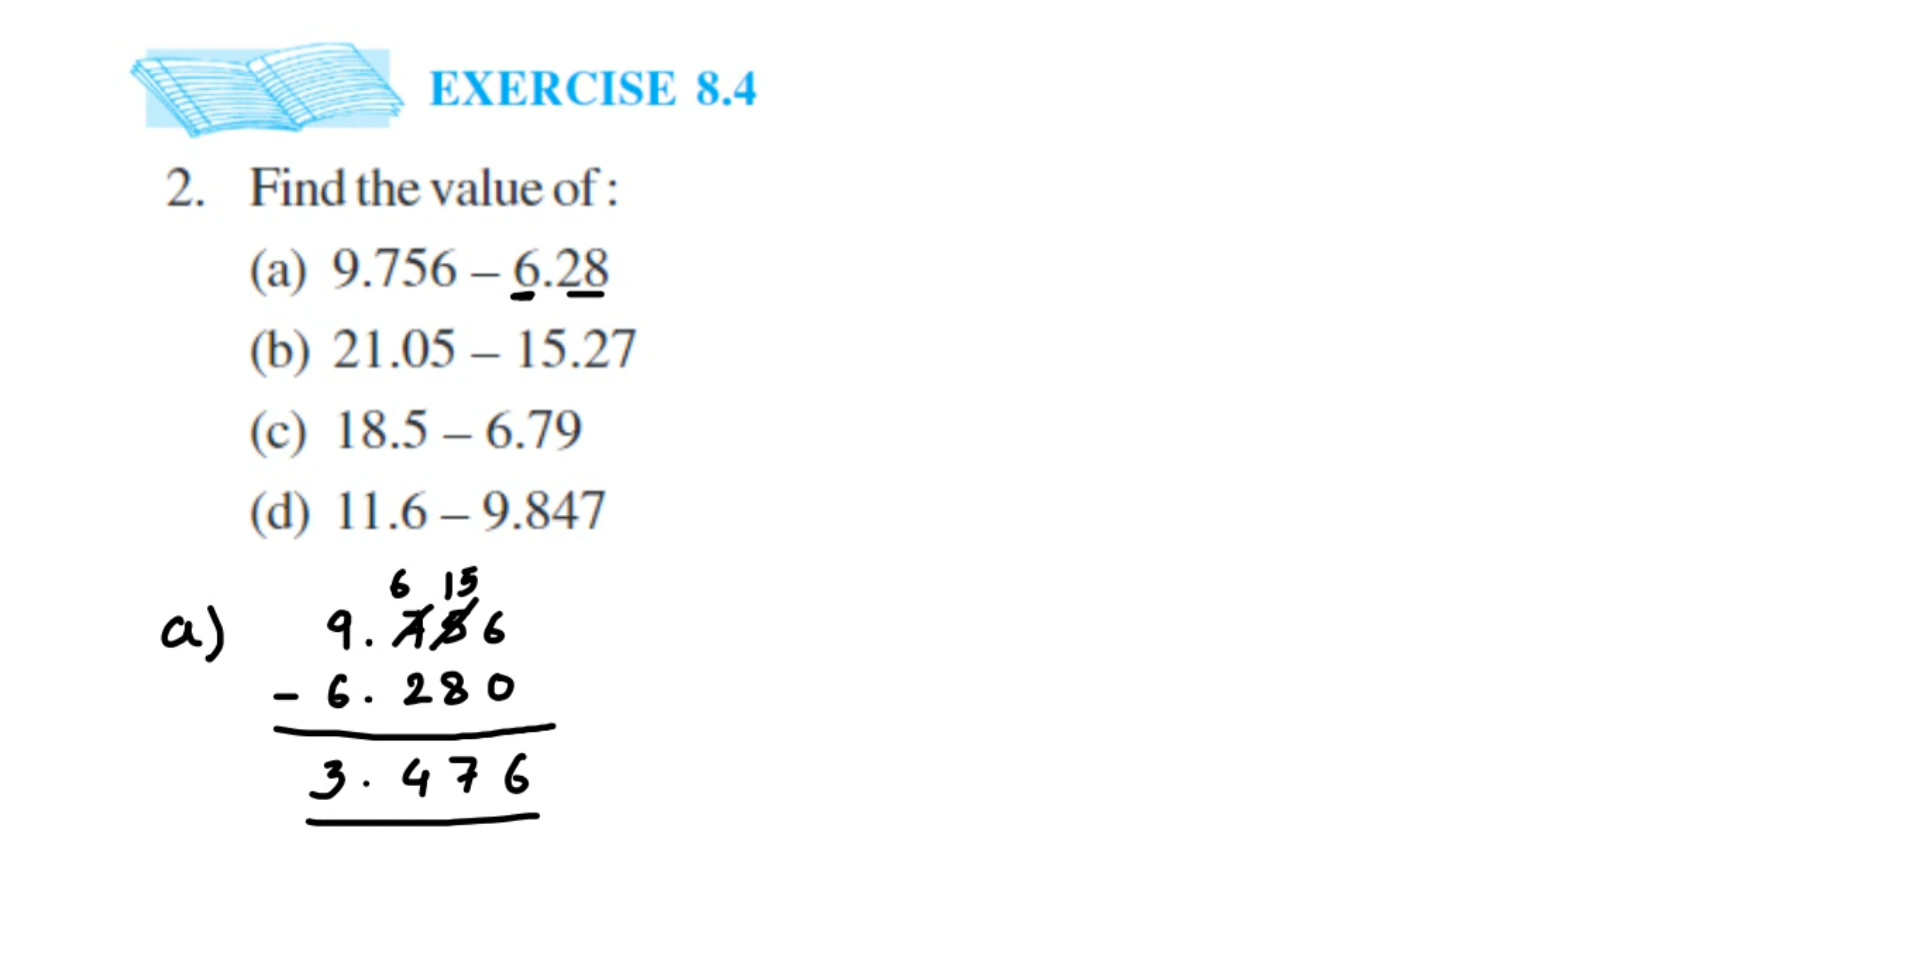 EXERCISE 8.4
2. Find the value of :
(a) 9.756 – 6.28
(b) 21.05 – 15.27
(c) 18.5 – 6.79
(d) 11.6 – 9.847
6 15
a) 9.756
- 6.280
3.476